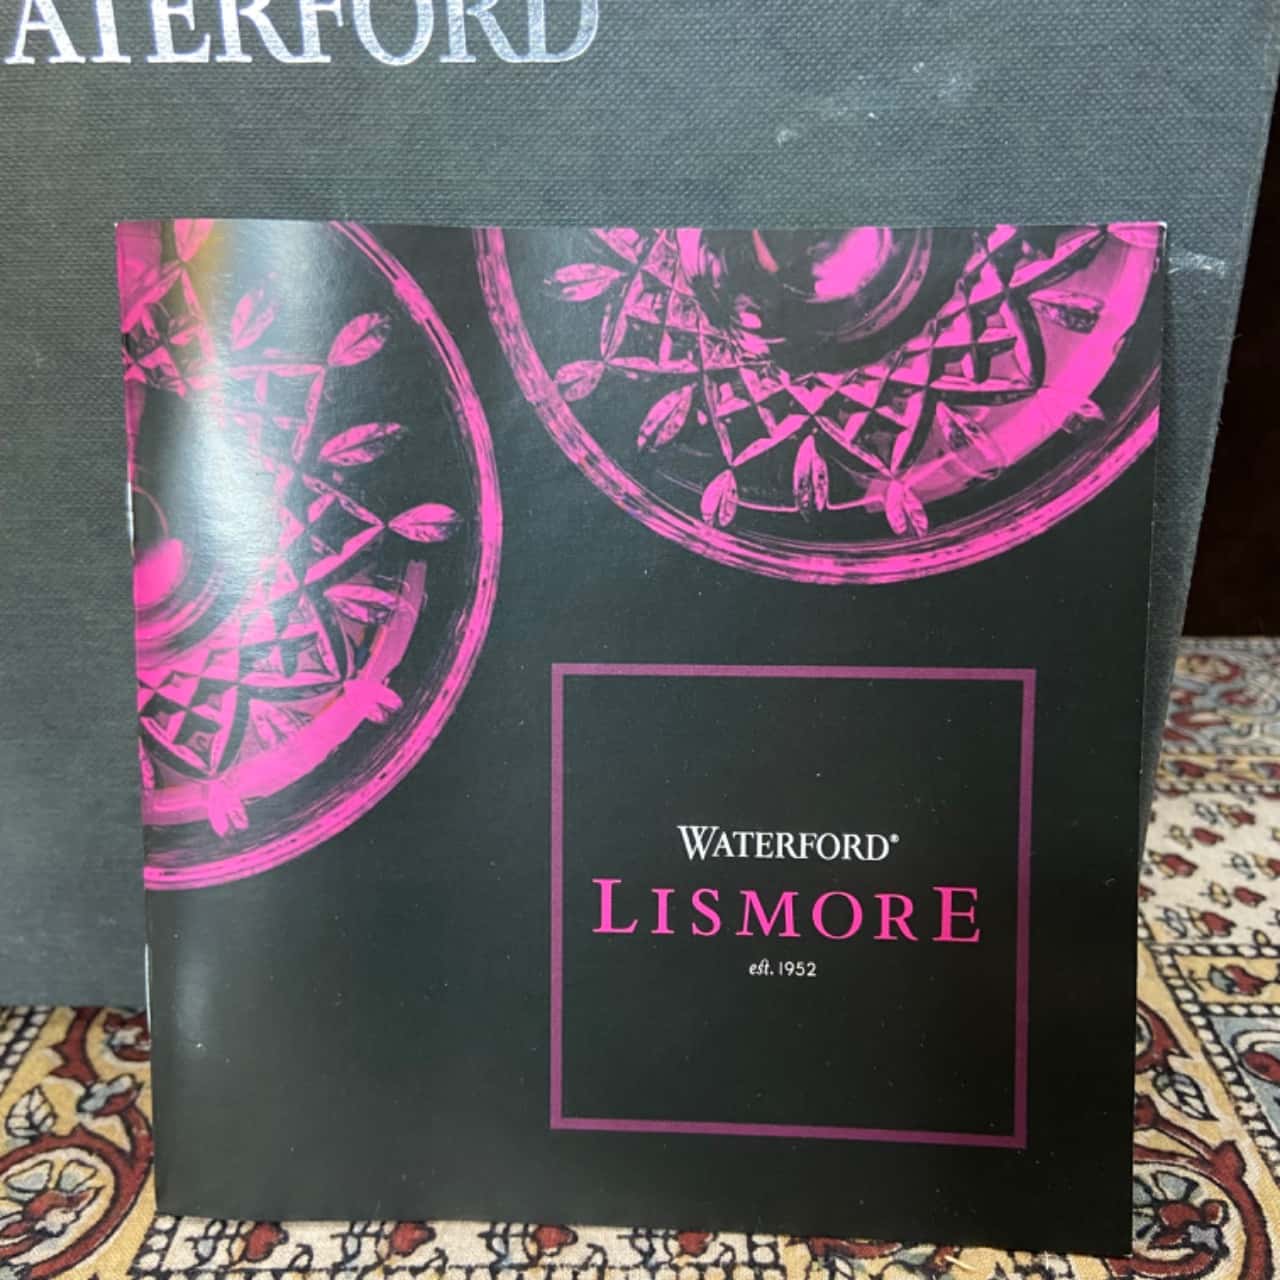 ATERFORD
WATERFORD®
LISMORE
est. 1952